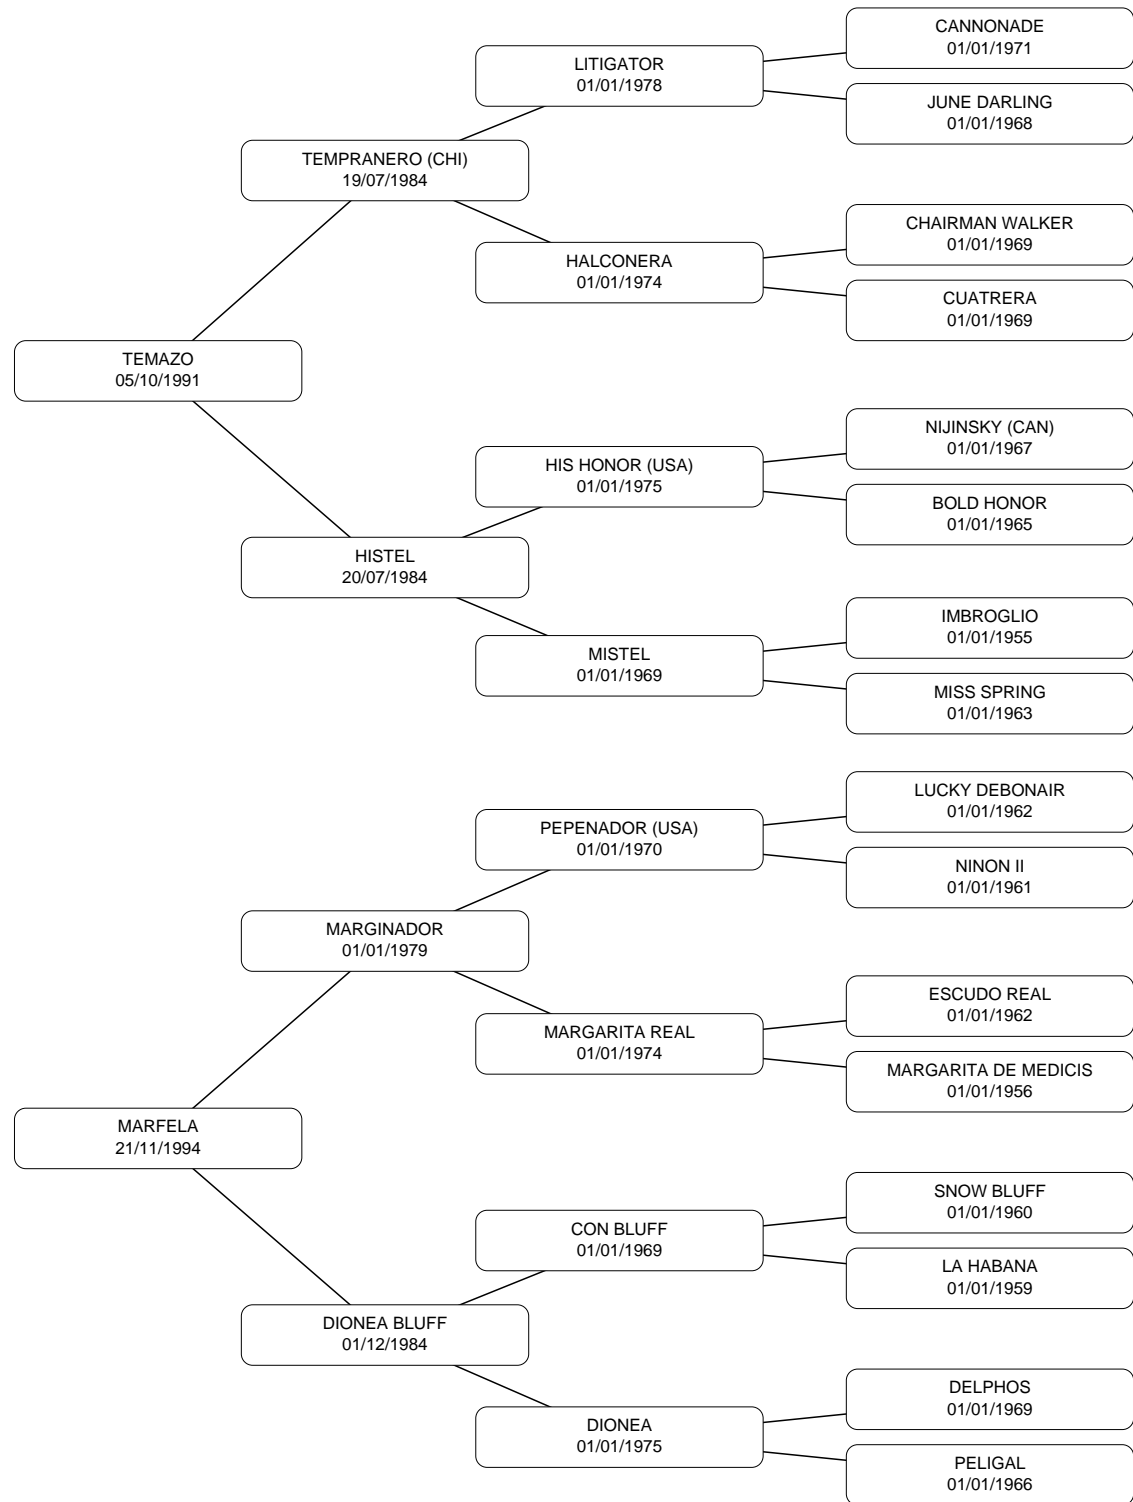 CANNONADE
01/01/1971
LITIGATOR
01/01/1978
JUNE DARLING
01/01/1968
TEMPRANERO (CHI)
19/07/1984
CHAIRMAN WALKER
01/01/1969
HALCONERA
01/01/1974
CUATRERA
01/01/1969
TEMAZO
05/10/1991
NIJINSKY (CAN)
01/01/1967
HIS HONOR (USA)
01/01/1975
BOLD HONOR
01/01/1965
HISTEL
20/07/1984
IMBROGLIO
01/01/1955
MISTEL
01/01/1969
MISS SPRING
01/01/1963
LUCKY DEBONAIR
01/01/1962
PEPENADOR (USA)
01/01/1970
NINON II
01/01/1961
MARGINADOR
01/01/1979
ESCUDO REAL
01/01/1962
MARGARITA REAL
01/01/1974
MARGARITA DE MEDICIS
01/01/1956
MARFELA
21/11/1994
SNOW BLUFF
01/01/1960
CON BLUFF
01/01/1969
LA HABANA
01/01/1959
DIONEA BLUFF
01/12/1984
DELPHOS
01/01/1969
DIONEA
01/01/1975
PELIGAL
01/01/1966